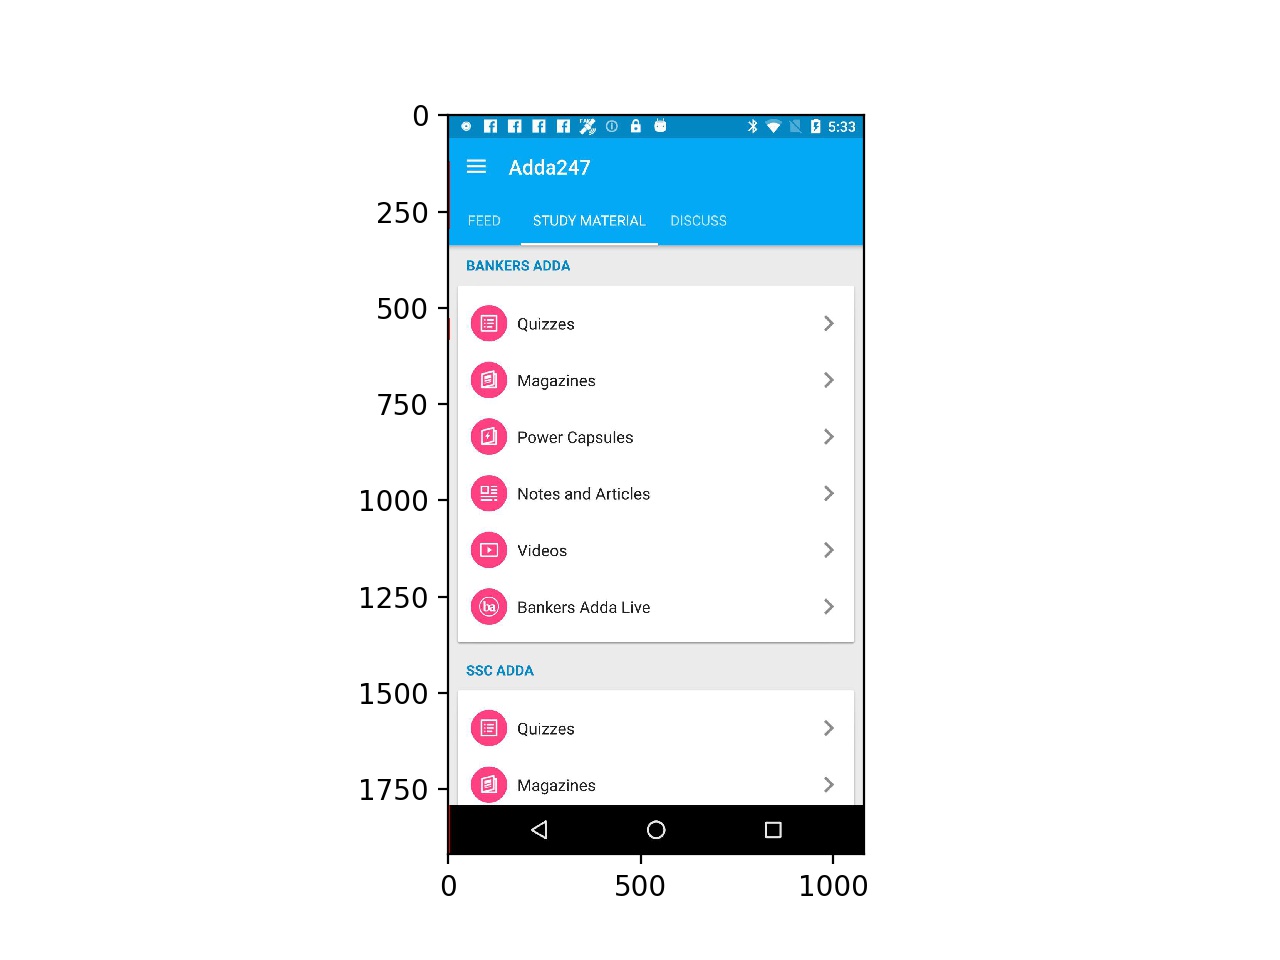 5:33
Adda247
FEED STUDY MATERIAL DISCUSS
BANKERS ADDA
Quizzes
Magazines
Power Capsules
Notes and Articles
Videos
ba Bankers Adda Live
SSC ADDA
Quizzes
Magazines
0
250
500
750
1000
1250
1500
1750
0 500 1000